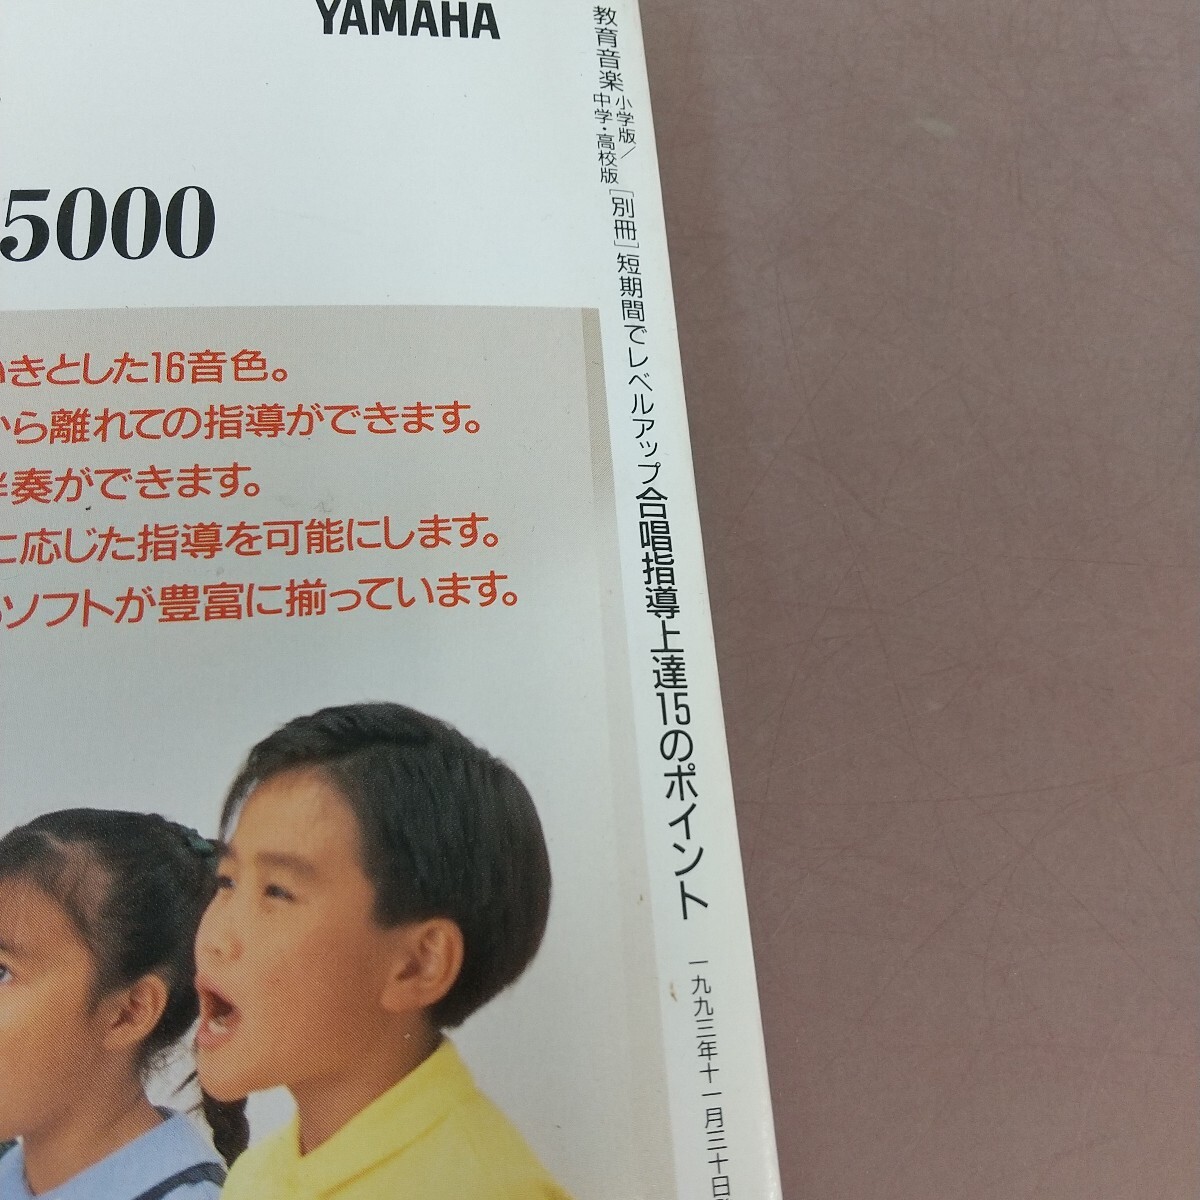 YAMAHA
5000
いきとした16音色。
から離れての指導ができます。
伴奏ができます。
に応じた指導を可能にします。
ソフトが豊富に揃っています。
教育音楽 小学版/中学・高校版 [別冊] 短期間でレベルアップ 合唱指導上達15のポイント 一九九三年十一月三十日